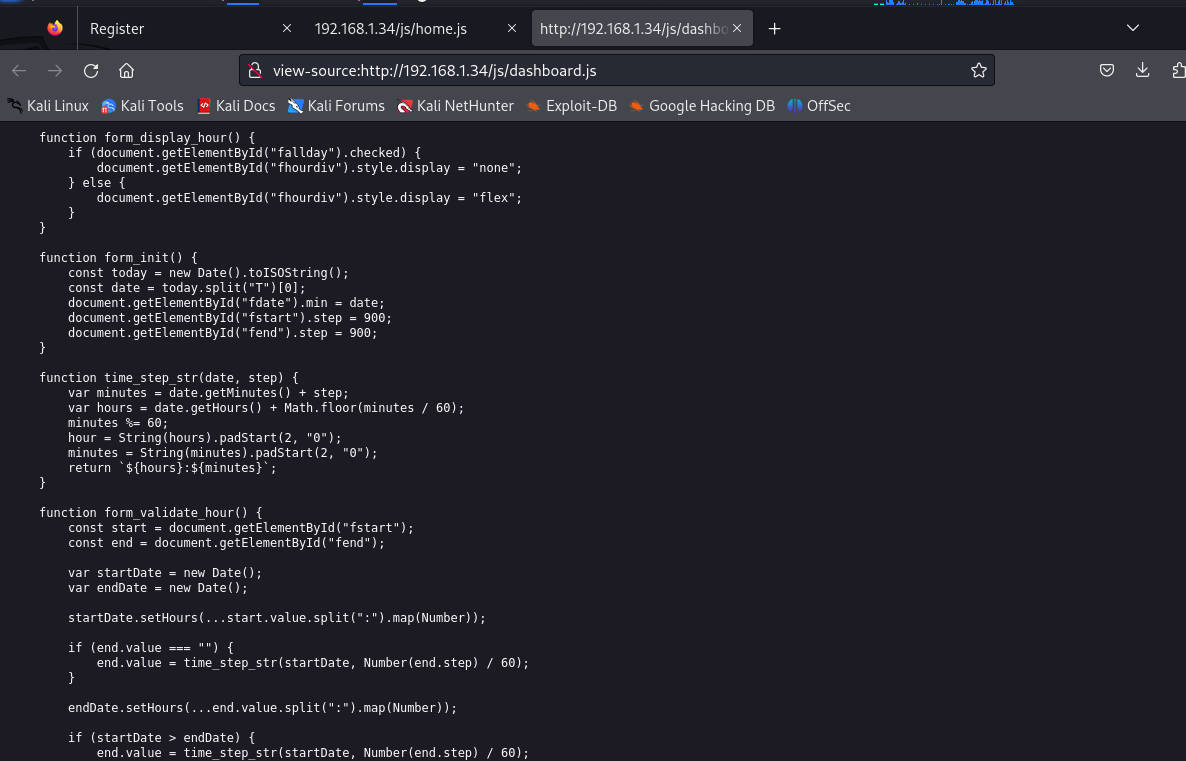 Register
192.168.1.34/js/home.js
http://192.168.1.34/js/dashbo
view-source:http://192.168.1.34/js/dashboard.js
Kali Linux Kali Tools Kali Docs Kali Forums Kali NetHunter Exploit-DB Google Hacking DB OffSec
function form_display_hour() {
    if (document.getElementById("fallday").checked) {
        document.getElementById("fhourdiv").style.display = "none";
    } else {
        document.getElementById("fhourdiv").style.display = "flex";
    }
}
function form_init() {
    const today = new Date().toISOString();
    const date = today.split("T")[0];
    document.getElementById("fdate").min = date;
    document.getElementById("fstart").step = 900;
    document.getElementById("fend").step = 900;
}
function time_step_str(date, step) {
    var minutes = date.getMinutes() + step;
    var hours = date.getHours() + Math.floor(minutes / 60);
    minutes %= 60;
    hour = String(hours).padStart(2, "0");
    minutes = String(minutes).padStart(2, "0");
    return `${hours}:${minutes}`;
}
function form_validate_hour() {
    const start = document.getElementById("fstart");
    const end = document.getElementById("fend");
    var startDate = new Date();
    var endDate = new Date();
    startDate.setHours(...start.value.split(":").map(Number));
    if (end.value === "") {
        end.value = time_step_str(startDate, Number(end.step) / 60);
    }
    endDate.setHours(...end.value.split(":").map(Number));
    if (startDate > endDate) {
        end.value = time_step_str(startDate, Number(end.step) / 60);